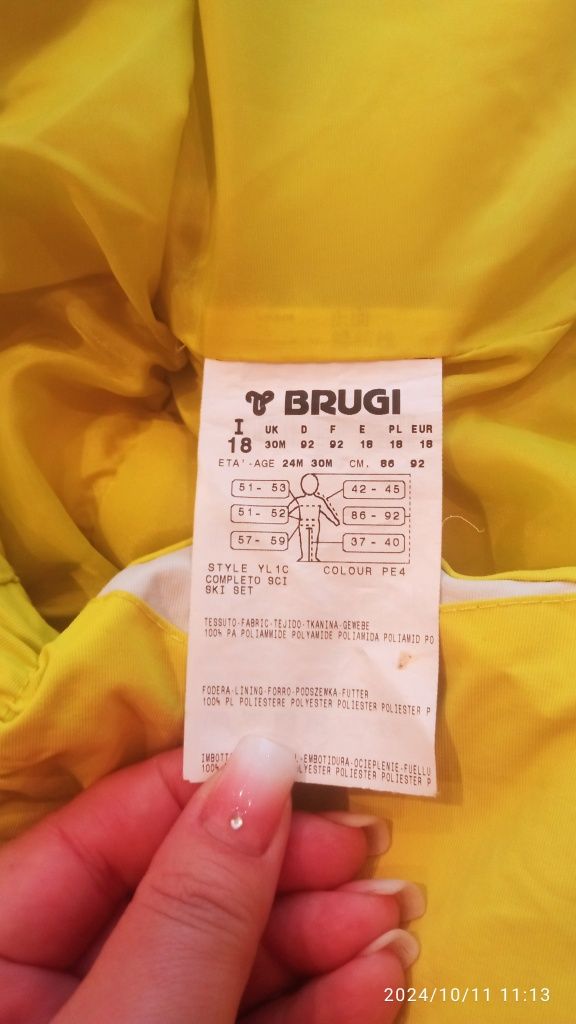 BRUGI
I UK D F E PL EUR
18 30M 92 92 18 18 18
ETA'-AGE 24M 30M CM. 86 92
51- 53 42 - 45
51- 52 86 - 92
57- 59 37 - 40
STYLE YL1C COLOUR PE4
COMPLETO SCI
SKI SET
TESSUTO-FABRIC-TEJIDO-TKANINA-GEWEBE
100% PA POLIAMMIDE POLYAMIDE POLIAMIDA POLIAMID PO
FODERA-LINING-FORRO-PODSZEWKA-FUTTER
100% PL POLIESTERE POLYESTER POLIESTER POLIESTER P
IMBOTT -EMBOTIDURA-OCIEPLENIE-FUELLU
100% LYESTER POLIESTER POLIESTER P
2024/10/11 11:13